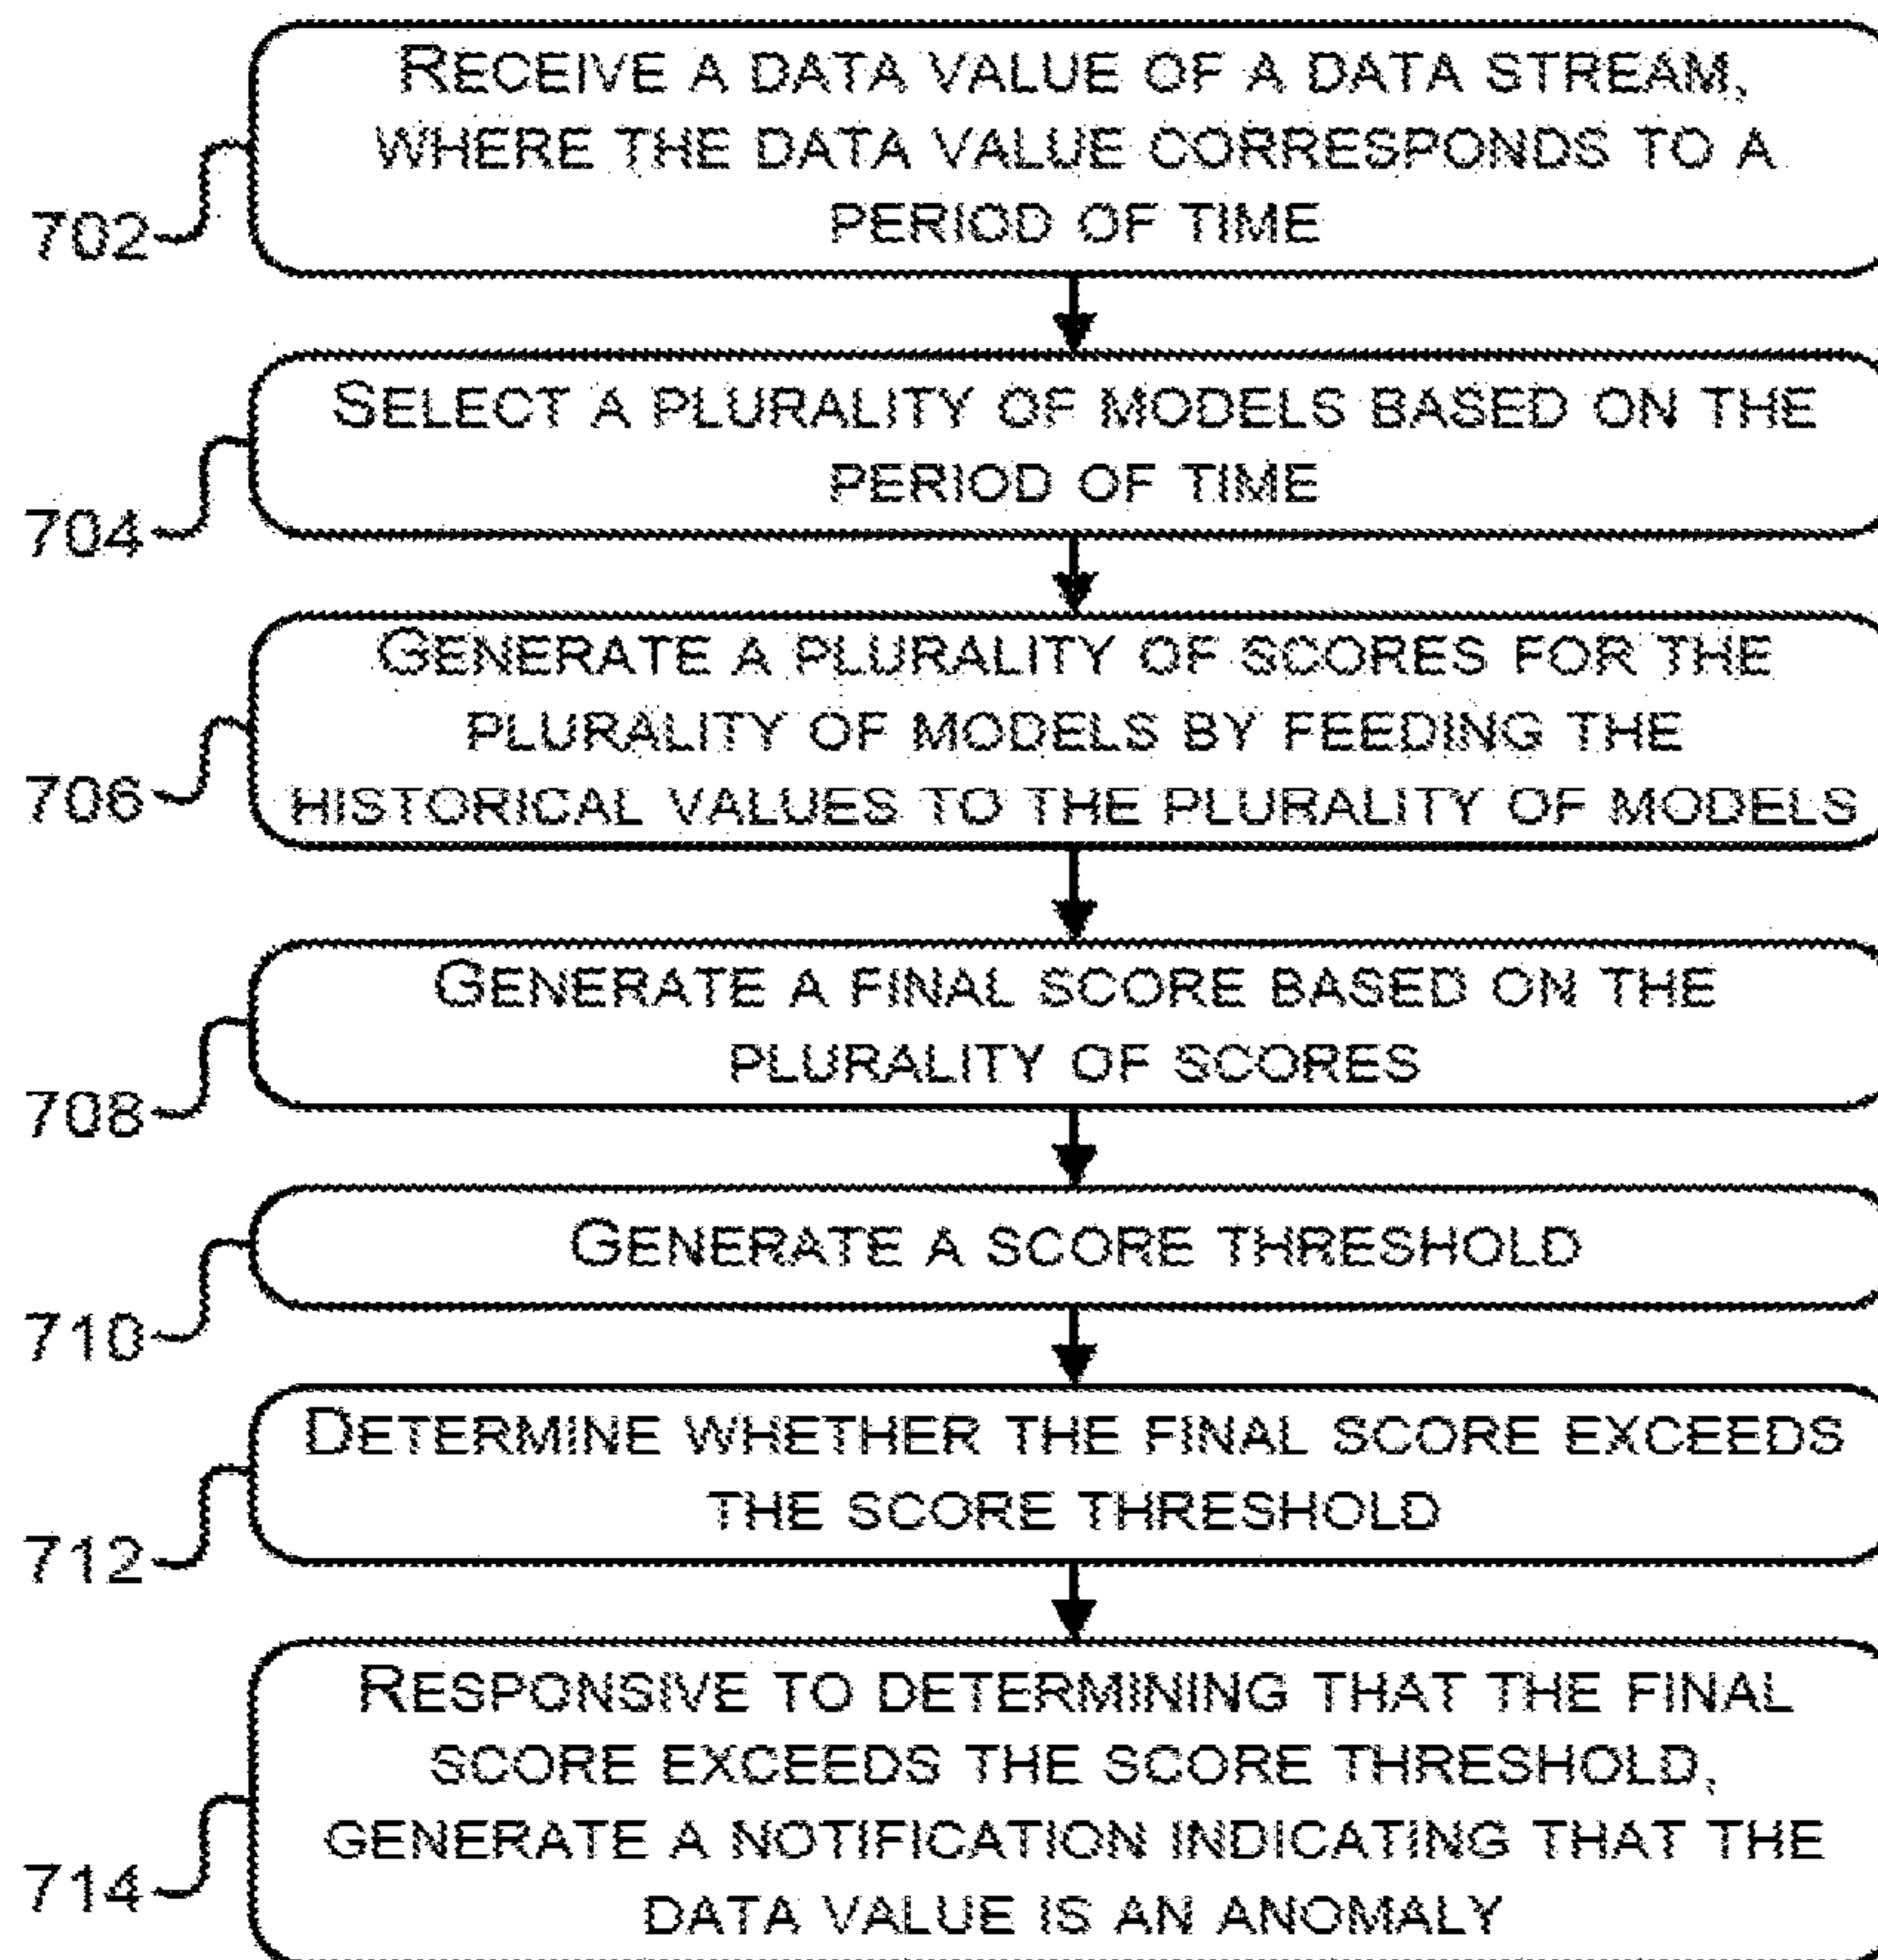 RECEIVE A DATA VALUE OF A DATA STREAM,
WHERE THE DATA VALUE CORRESPONDS TO A
PERIOD OF TIME
702
SELECT A PLURALITY OF MODELS BASED ON THE
PERIOD OF TIME
704
GENERATE A PLURALITY OF SCORES FOR THE
PLURALITY OF MODELS BY FEEDING THE
HISTORICAL VALUES TO THE PLURALITY OF MODELS
706
GENERATE A FINAL SCORE BASED ON THE
PLURALITY OF SCORES
708
GENERATE A SCORE THRESHOLD
710
DETERMINE WHETHER THE FINAL SCORE EXCEEDS
THE SCORE THRESHOLD
712
RESPONSIVE TO DETERMINING THAT THE FINAL
SCORE EXCEEDS THE SCORE THRESHOLD,
GENERATE A NOTIFICATION INDICATING THAT THE
DATA VALUE IS AN ANOMALY
714